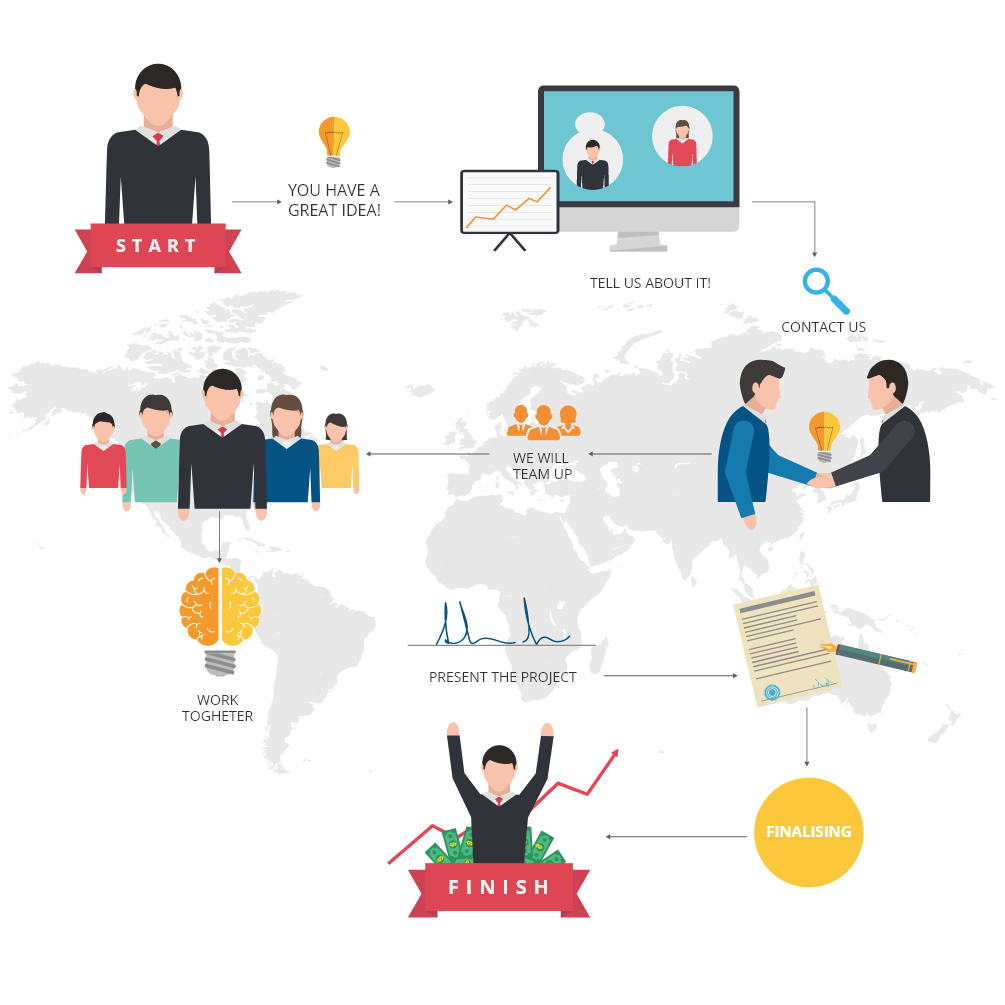 START
YOU HAVE A
GREAT IDEA!
TELL US ABOUT IT!
CONTACT US
WE WILL
TEAM UP
WORK
TOGHETER
PRESENT THE PROJECT
FINALISING
FINISH